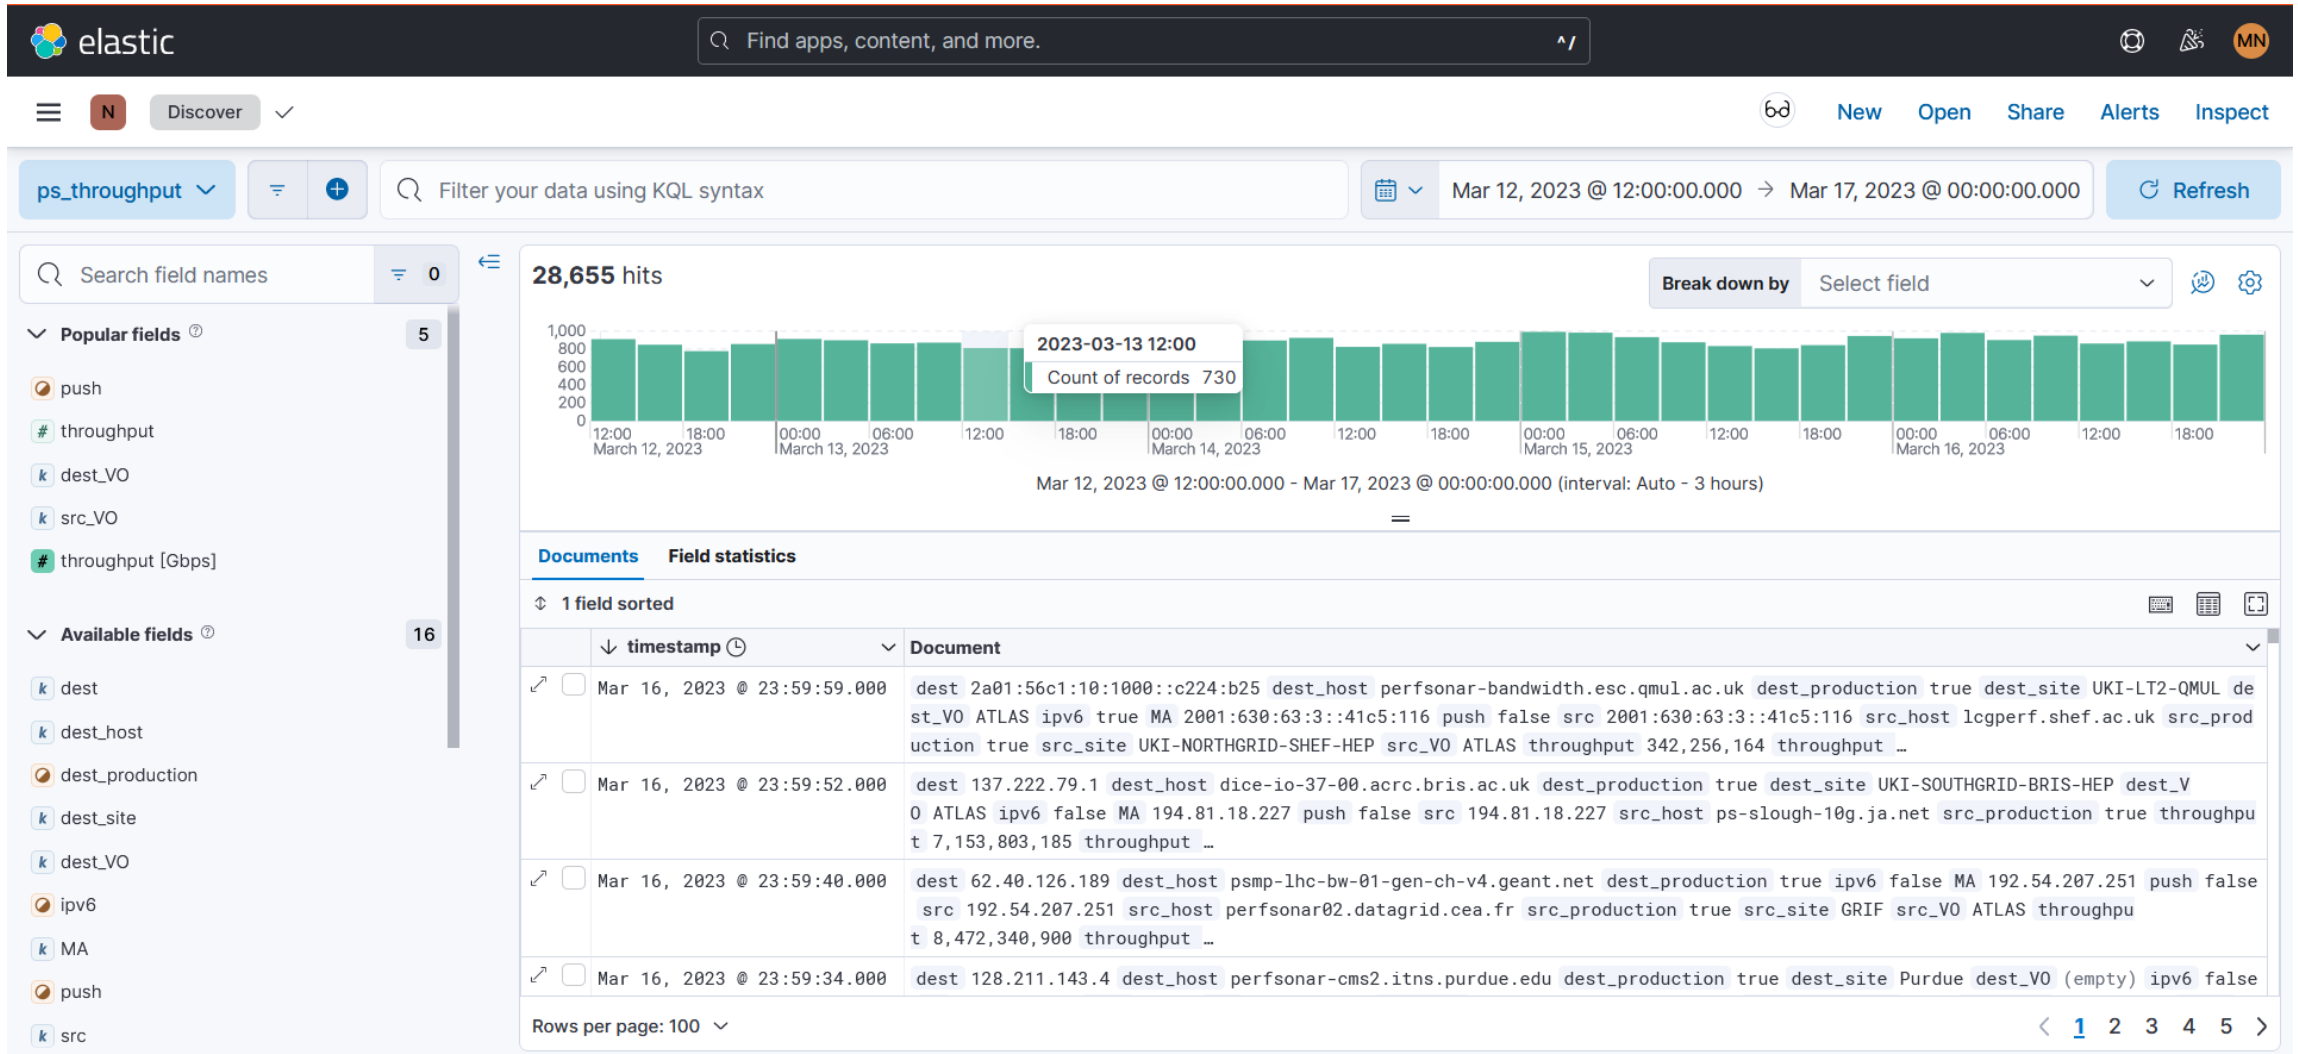 elastic
Find apps, content, and more.
^/
MN
N
Discover
New
Open
Share
Alerts
Inspect
ps_throughput
Filter your data using KQL syntax
Mar 12, 2023 @ 12:00:00.000 → Mar 17, 2023 @ 00:00:00.000
Refresh
Search field names
0
Popular fields
5
push
throughput
dest_VO
src_VO
throughput [Gbps]
Available fields
16
dest
dest_host
dest_production
dest_site
dest_VO
ipv6
MA
push
src
28,655 hits
Break down by
Select field
1,000
800
600
400
200
0
2023-03-13 12:00
Count of records 730
12:00 18:00 00:00 06:00 12:00 18:00 00:00 06:00 12:00 18:00 00:00 06:00 12:00 18:00 00:00 06:00 12:00 18:00
March 12, 2023 March 13, 2023 March 14, 2023 March 15, 2023 March 16, 2023
Mar 12, 2023 @ 12:00:00.000 - Mar 17, 2023 @ 00:00:00.000 (interval: Auto - 3 hours)
Documents
Field statistics
1 field sorted
timestamp
Document
Mar 16, 2023 @ 23:59:59.000
dest 2a01:56c1:10:1000::c224:b25 dest_host perfsonar-bandwidth.esc.qmul.ac.uk dest_production true dest_site UKI-LT2-QMUL de
st_VO ATLAS ipv6 true MA 2001:630:63:3::41c5:116 push false src 2001:630:63:3::41c5:116 src_host lcgperf.shef.ac.uk src_prod
uction true src_site UKI-NORTHGRID-SHEF-HEP src_VO ATLAS throughput 342,256,164 throughput …
Mar 16, 2023 @ 23:59:52.000
dest 137.222.79.1 dest_host dice-io-37-00.acrc.bris.ac.uk dest_production true dest_site UKI-SOUTHGRID-BRIS-HEP dest_V
O ATLAS ipv6 false MA 194.81.18.227 push false src 194.81.18.227 src_host ps-slough-10g.ja.net src_production true throughpu
t 7,153,803,185 throughput …
Mar 16, 2023 @ 23:59:40.000
dest 62.40.126.189 dest_host psmp-lhc-bw-01-gen-ch-v4.geant.net dest_production true ipv6 false MA 192.54.207.251 push false
src 192.54.207.251 src_host perfsonar02.datagrid.cea.fr src_production true src_site GRIF src_VO ATLAS throughpu
t 8,472,340,900 throughput …
Mar 16, 2023 @ 23:59:34.000
dest 128.211.143.4 dest_host perfsonar-cms2.itns.purdue.edu dest_production true dest_site Purdue dest_VO (empty) ipv6 false
Rows per page: 100
1 2 3 4 5